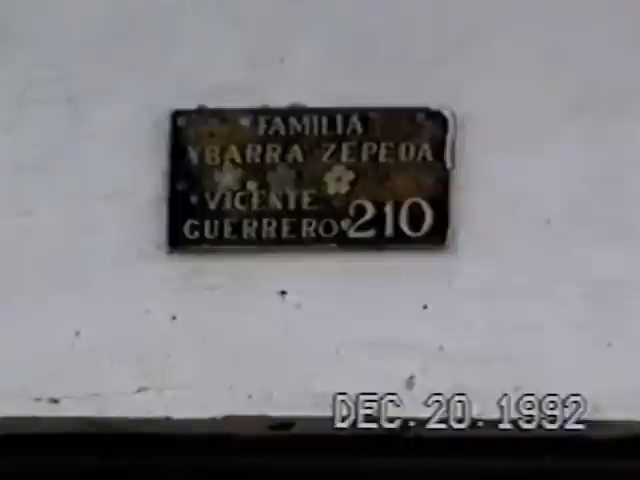 FAMILIA
YBARRA ZEPEDA
VICENTE
GUERRERO 210
DEC. 20. 1992